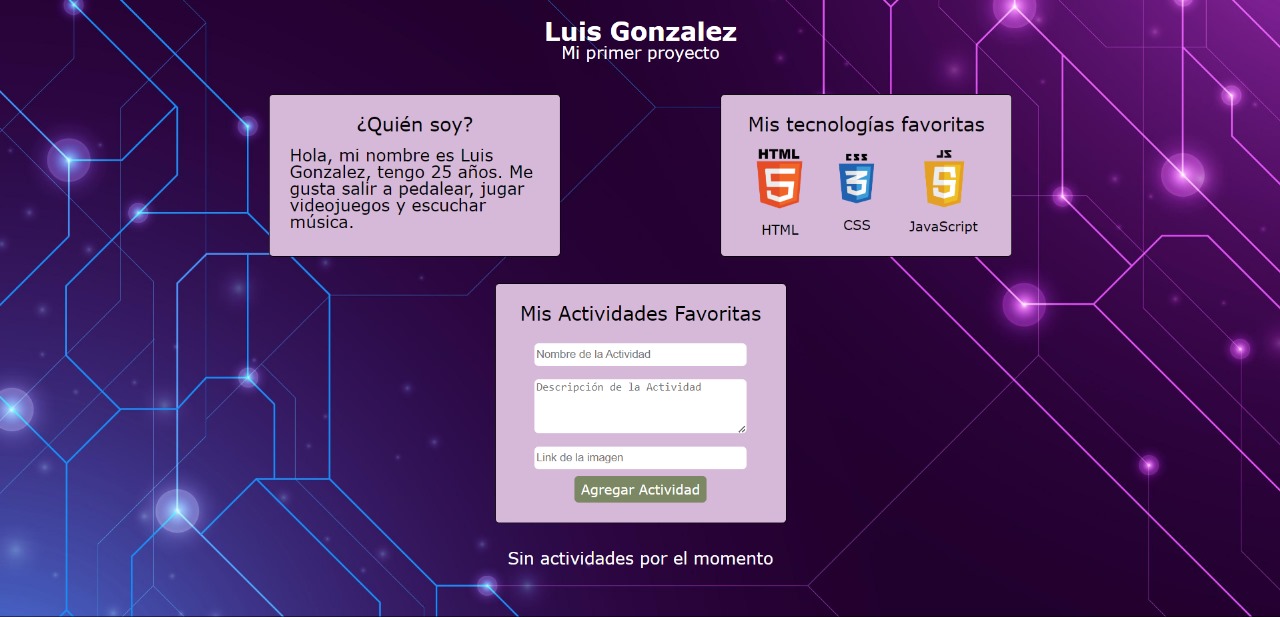 Luis Gonzalez
Mi primer proyecto
¿Quién soy?
Hola, mi nombre es Luis
Gonzalez, tengo 25 años. Me
gusta salir a pedalear, jugar
videojuegos y escuchar
música.
Mis tecnologías favoritas
HTML
5
HTML
CSS
3
CSS
JS
5
JavaScript
Mis Actividades Favoritas
Nombre de la Actividad
Descripción de la Actividad
Link de la imagen
Agregar Actividad
Sin actividades por el momento